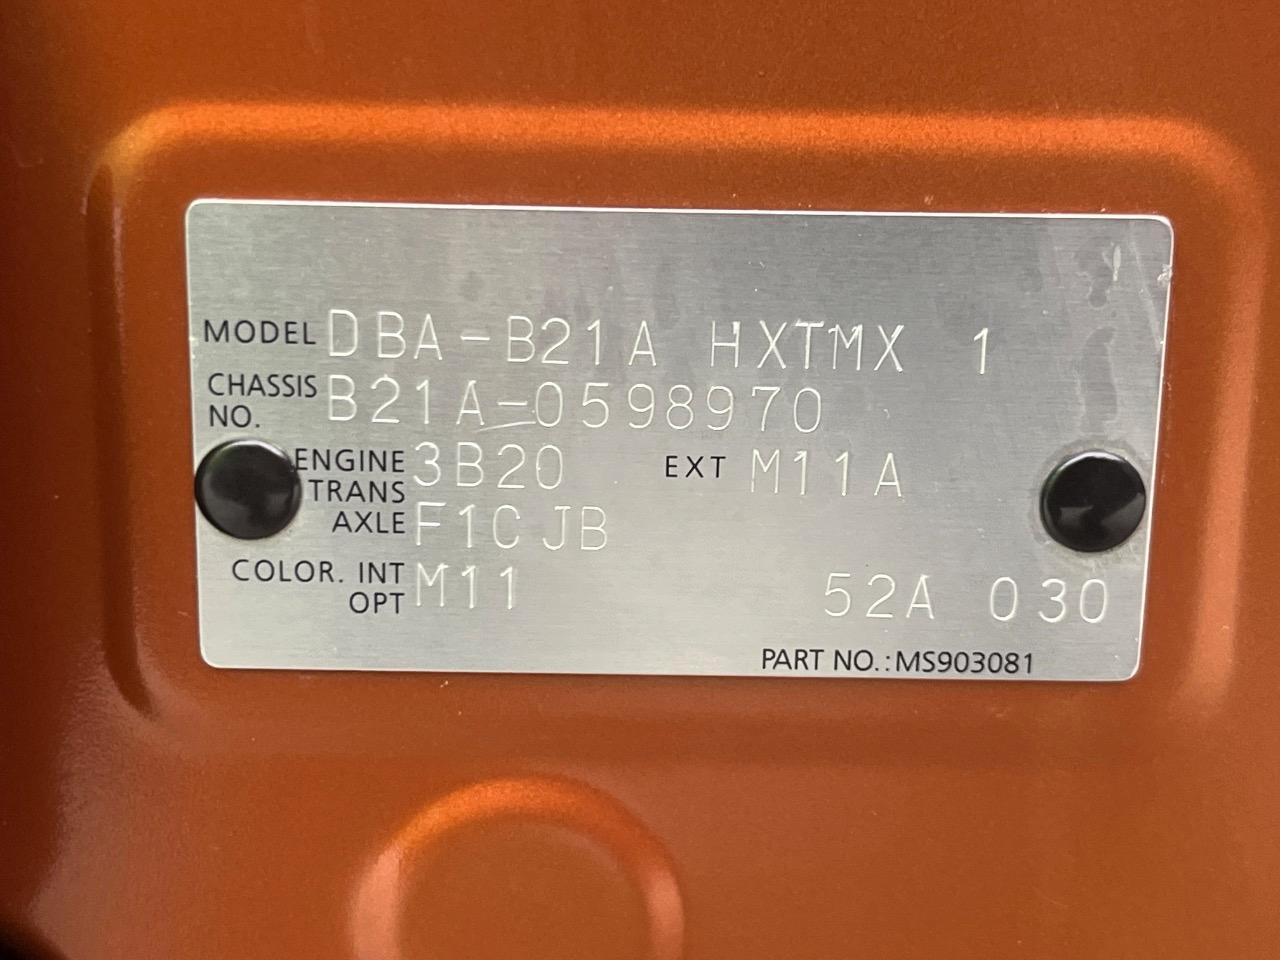 MODEL DBA-B21A HXTMX 1
CHASSIS NO. B21A-0598970
ENGINE 3B20 EXT M11A
TRANS AXLE F1CJB
COLOR. INT OPT M11 52A 030
PART NO.: MS903081